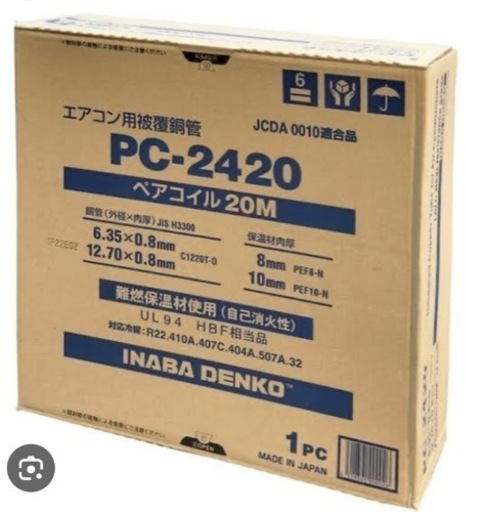 6
エアコン用被覆銅管
JCDA 0010適合品
PC-2420
ペアコイル 20M
銅管(外径×肉厚) JIS H3300
6.35×0.8mm
12.70×0.8mm C1220T-O
保温材肉厚
8mm PEF8-N
10mm PEF10-N
難燃保温材使用(自己消火性)
UL94 HBF相当品
対応冷媒:R22.410A.407C.404A.507A.32
INABA DENKO™
OPEN
1PC
MADE IN JAPAN